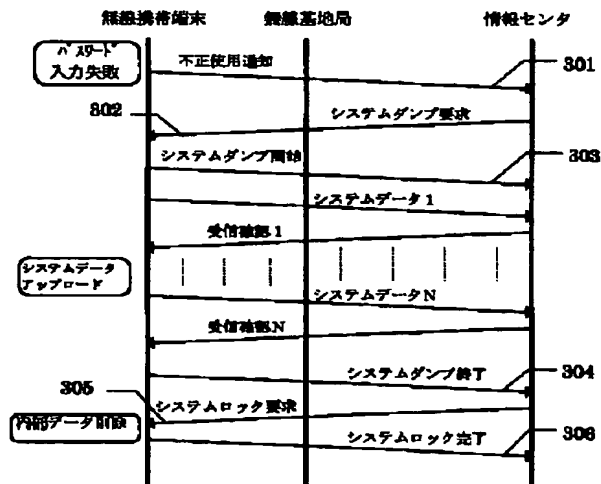 無線携帯端末 無線基地局 情報センタ
パスワード
入力失敗
不正使用通知
301
302
システムダンプ要求
システムダンプ開始
303
システムデータ1
受信確認1
システムデータ
アップロード
システムデータN
受信確認N
システムダンプ終了
304
305
システムロック要求
内部データ削除
システムロック完了
306